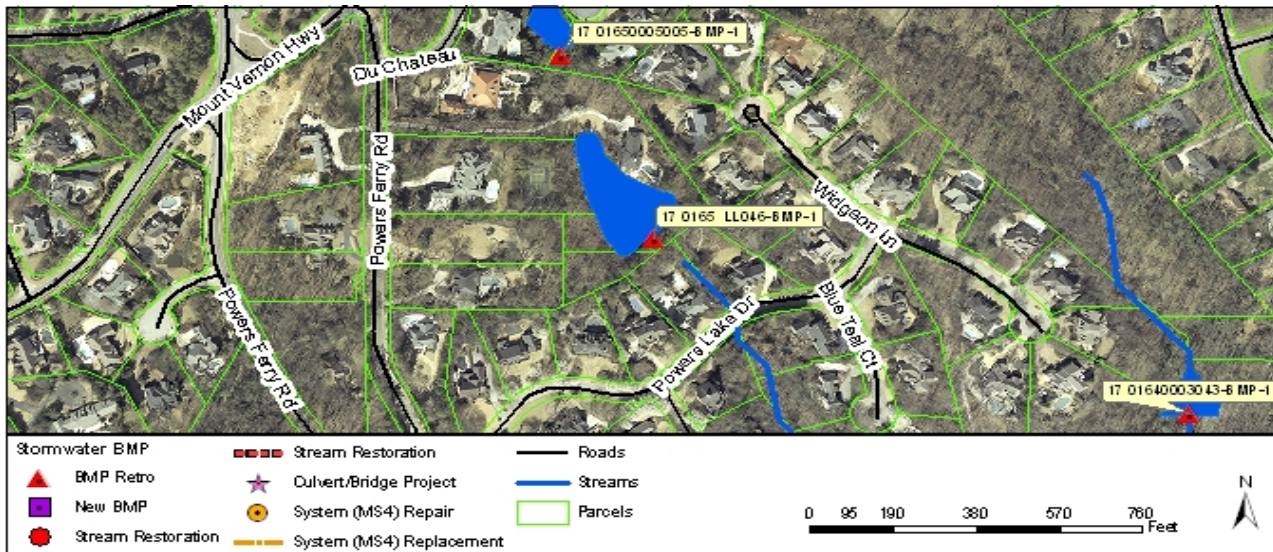 17 01650005005-BMP-1
Du Chateau
Mount Vernon Hwy
Powers Ferry Rd
Widgeon Ln
17 0165 LL046-BMP-1
Powers Ferry Rd
Powers Lake Dr
Blue Teal Ct
17 01640003043-BMP-1
Stormwater BMP
BMP Retro
New BMP
Stream Restoration
Stream Restoration
Culvert/Bridge Project
System (MS4) Repair
System (MS4) Replacement
Roads
Streams
Parcels
0 95 190 380 570 760
Feet
N